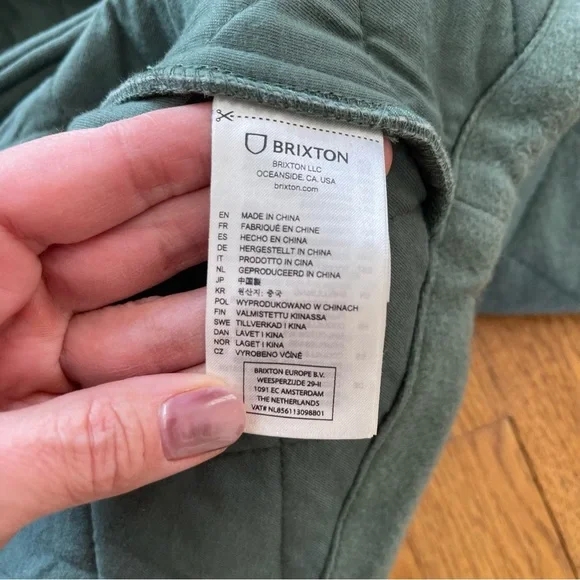 BRIXTON
BRIXTON LLC
OCEANSIDE, CA. USA
brixton.com
EN MADE IN CHINA
FR FABRIQUÉ EN CHINE
ES HECHO EN CHINA
DE HERGESTELLT IN CHINA
IT PRODOTTO IN CINA
NL GEPRODUCEERD IN CHINA
JP 中国製
KR 원산지: 중국
POL WYPRODUKOWANO W CHINACH
FIN VALMISTETTU KIINASSA
SWE TILLVERKAD I KINA
DAN LAVET I KINA
NOR LAGET I KINA
CZ VYROBENO VČÍNĚ
BRIXTON EUROPE B.V.
WEESPERZIJDE 29-II
1091 EC AMSTERDAM
THE NETHERLANDS
VAT# NL856113098B01